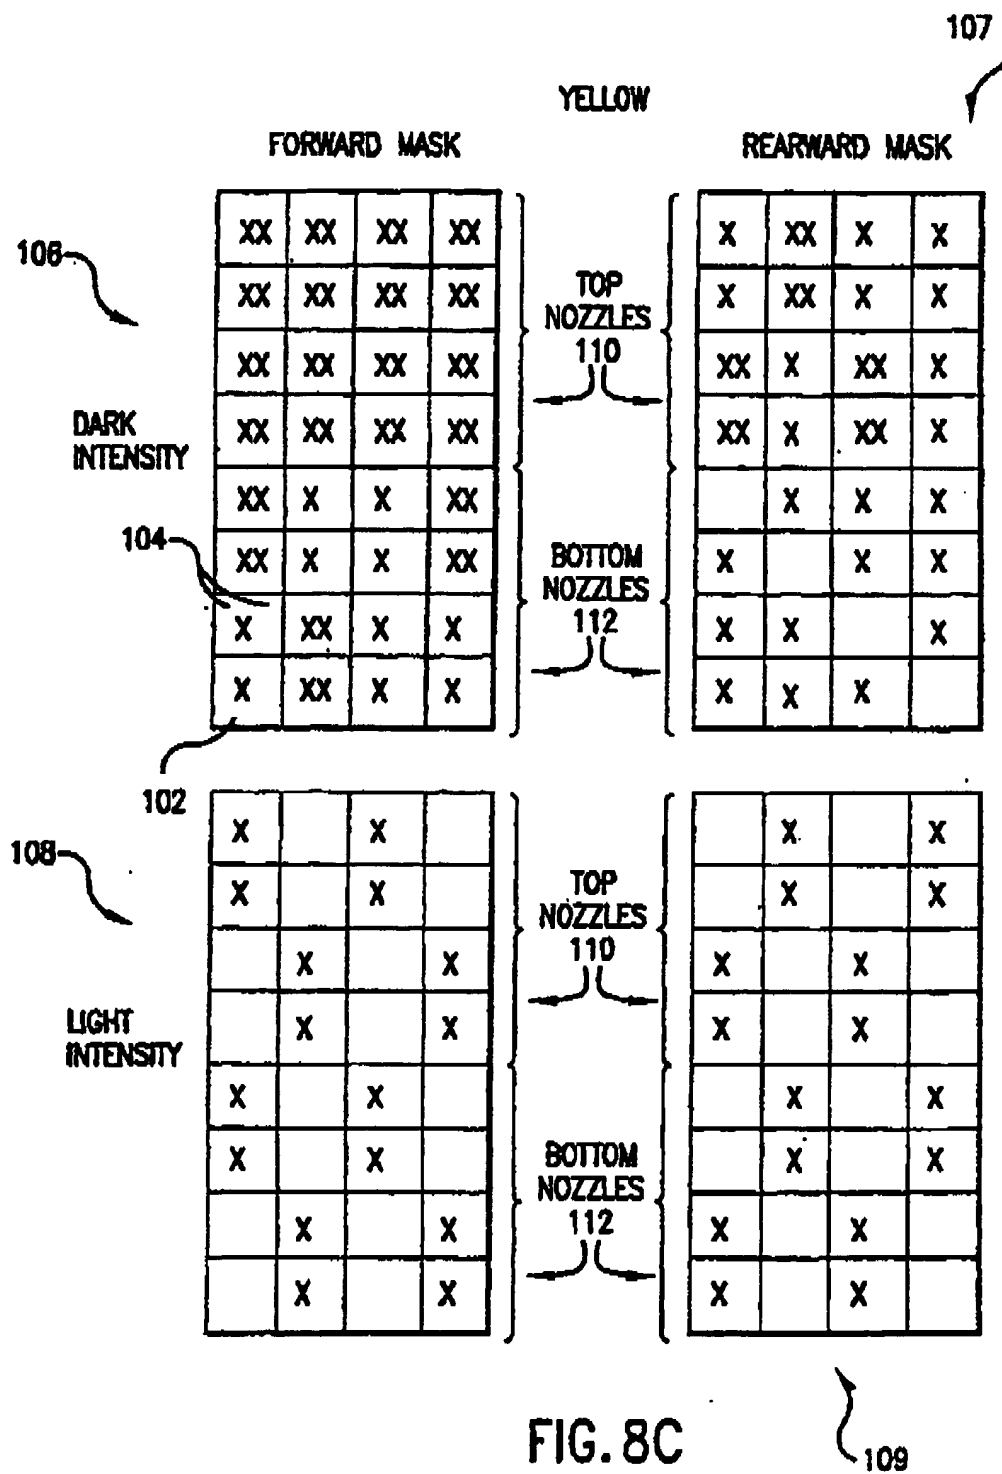 107
YELLOW
FORWARD MASK
REARWARD MASK
106
DARK INTENSITY
104
102
XX XX XX XX
XX XX XX XX
XX XX XX XX
XX XX XX XX
XX X X XX
XX X X XX
X XX X X
X XX X X
TOP
NOZZLES
110
BOTTOM
NOZZLES
112
X XX X X
X XX X X
XX X XX X
XX X XX X
X X X
X X X
X X X
X X X
108
LIGHT
INTENSITY
X X
X X
X X
X X
X X
X X
X X
X X
TOP
NOZZLES
110
BOTTOM
NOZZLES
112
X X
X X
X X
X X
X X
X X
X X
X X
FIG. 8C
109